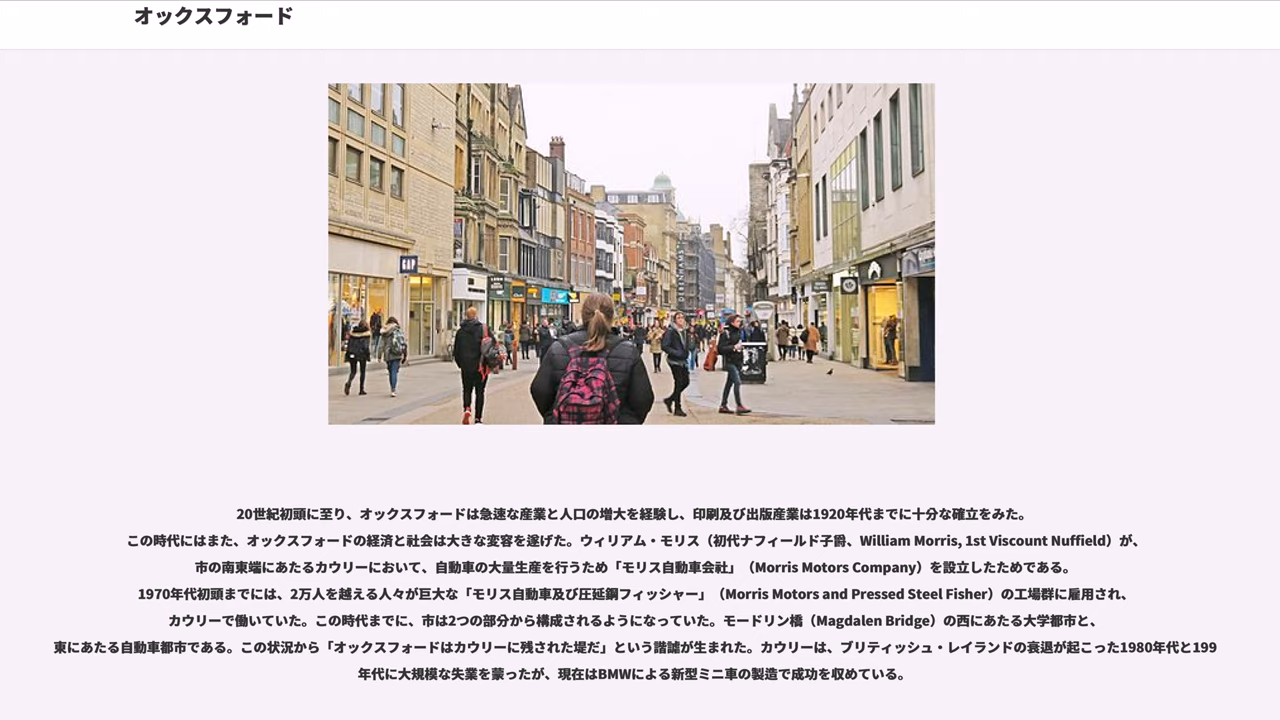 オックスフォード
GAP
DEBENHAMS
20世紀初頭に至り、オックスフォードは急速な産業と人口の増大を経験し、印刷及び出版産業は1920年代までに十分な確立をみた。
この時代にはまた、オックスフォードの経済と社会は大きな変容を遂げた。ウィリアム・モリス（初代ナフィールド子爵、William Morris, 1st Viscount Nuffield）が、
市の南東端にあたるカウリーにおいて、自動車の大量生産を行うため「モリス自動車会社」（Morris Motors Company）を設立したためである。
1970年代初頭までには、2万人を越える人々が巨大な「モリス自動車及び圧延鋼フィッシャー」（Morris Motors and Pressed Steel Fisher）の工場群に雇用され、
カウリーで働いていた。この時代までに、市は2つの部分から構成されるようになっていた。モードリン橋（Magdalen Bridge）の西にあたる大学都市と、
東にあたる自動車都市である。この状況から「オックスフォードはカウリーに残された堤だ」という諧謔が生まれた。カウリーは、ブリティッシュ・レイランドの衰退が起こった1980年代と199
年代に大規模な失業を蒙ったが、現在はBMWによる新型ミニ車の製造で成功を収めている。